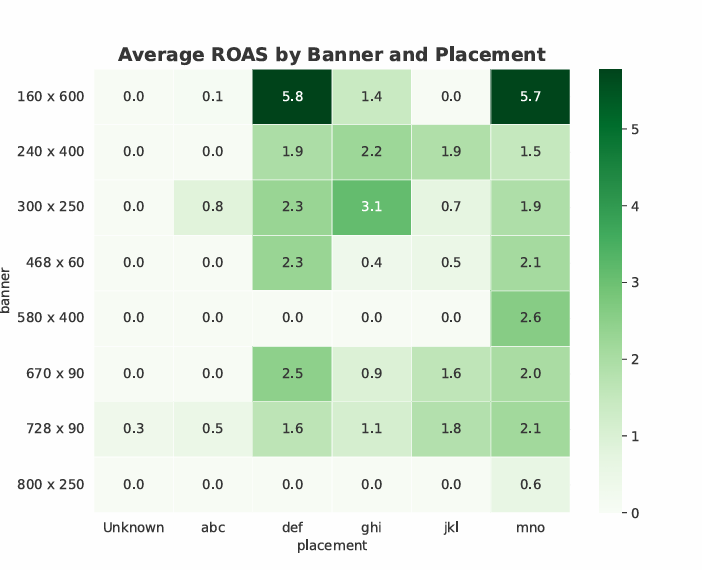 Average ROAS by Banner and Placement
160 x 600 0.0 0.1 5.8 1.4 0.0 5.7
240 x 400 0.0 0.0 1.9 2.2 1.9 1.5
300 x 250 0.0 0.8 2.3 3.1 0.7 1.9
468 x 60 0.0 0.0 2.3 0.4 0.5 2.1
580 x 400 0.0 0.0 0.0 0.0 0.0 2.6
670 x 90 0.0 0.0 2.5 0.9 1.6 2.0
728 x 90 0.3 0.5 1.6 1.1 1.8 2.1
800 x 250 0.0 0.0 0.0 0.0 0.0 0.6
Unknown abc def ghi jkl mno
placement
banner
5
4
3
2
1
0